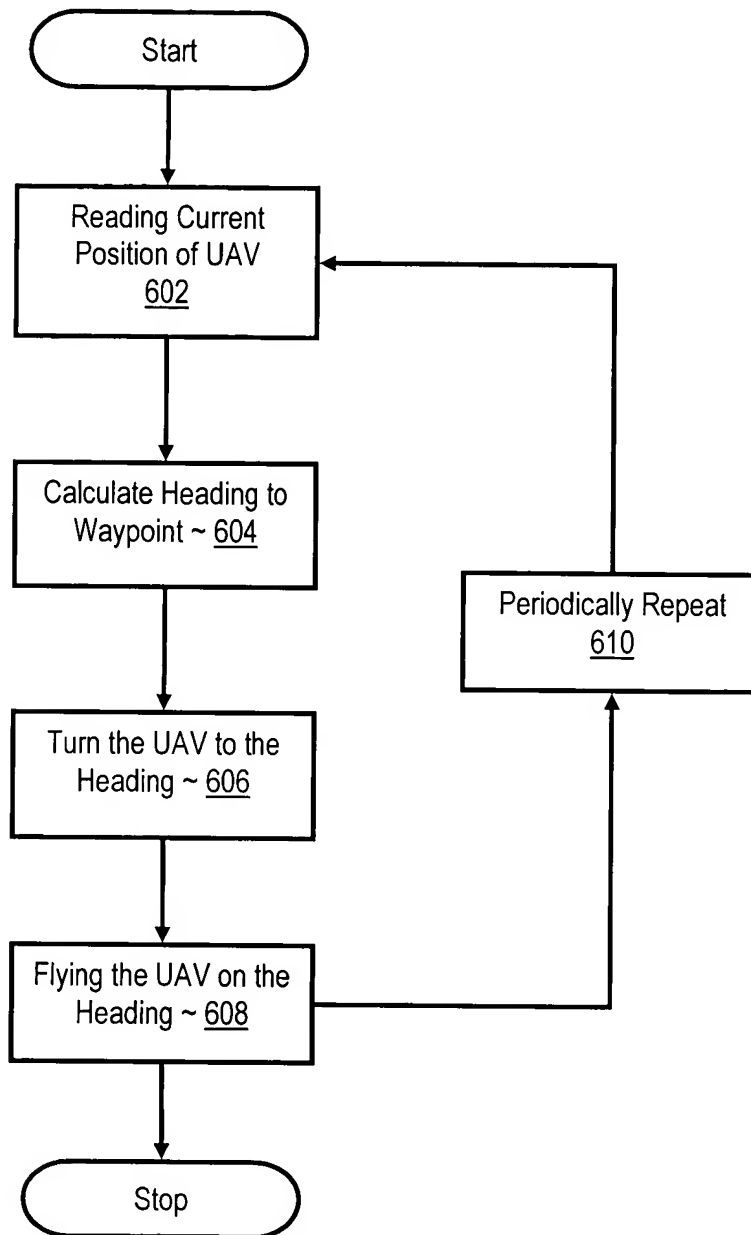 Start
Reading Current
Position of UAV
602
Calculate Heading to
Waypoint ~ 604
Periodically Repeat
610
Turn the UAV to the
Heading ~ 606
Flying the UAV on the
Heading ~ 608
Stop